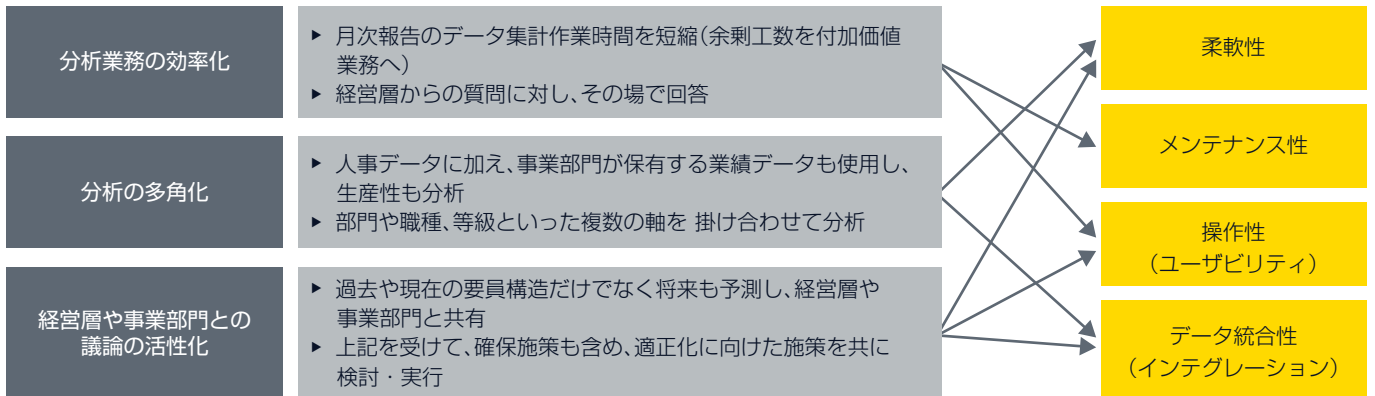 分析業務の効率化
▶ 月次報告のデータ集計作業時間を短縮（余剰工数を付加価値
業務へ）
▶ 経営層からの質問に対し、その場で回答
分析の多角化
▶ 人事データに加え、事業部門が保有する業績データも使用し、
生産性も分析
▶ 部門や職種、等級といった複数の軸を 掛け合わせて分析
経営層や事業部門との
議論の活性化
▶ 過去や現在の要員構造だけでなく将来も予測し、経営層や
事業部門と共有
▶ 上記を受けて、確保施策も含め、適正化に向けた施策を共に
検討・実行
柔軟性
メンテナンス性
操作性
（ユーザビリティ）
データ統合性
（インテグレーション）